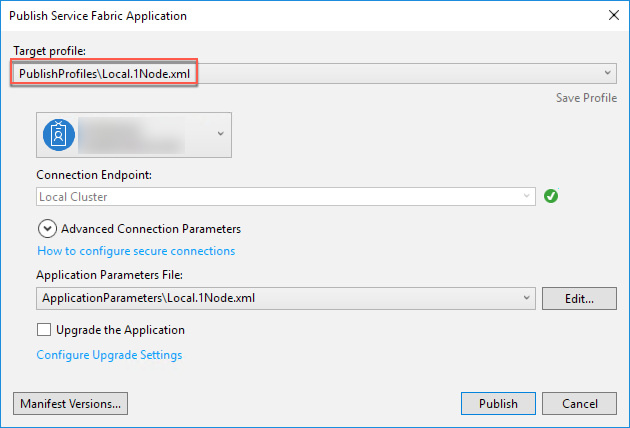 Publish Service Fabric Application
Target profile:
PublishProfiles\Local.1Node.xml
Save Profile
Connection Endpoint:
Local Cluster
Advanced Connection Parameters
How to configure secure connections
Application Parameters File:
ApplicationParameters\Local.1Node.xml
Edit...
Upgrade the Application
Configure Upgrade Settings
Manifest Versions...
Publish
Cancel